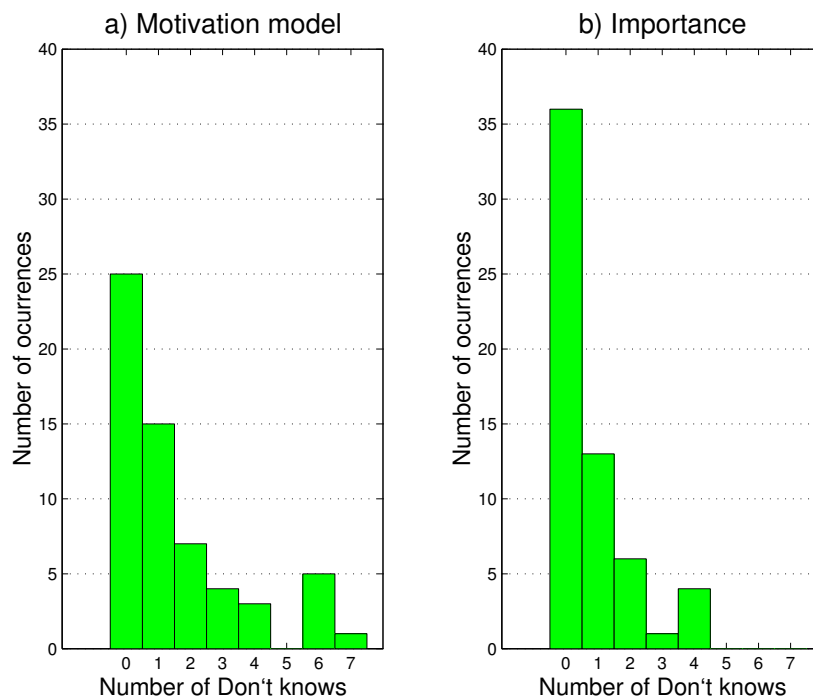 a) Motivation model
40
35
30
25
20
15
10
5
0
Number of ocurrences
0 1 2 3 4 5 6 7
Number of Don‘t knows
b) Importance
40
35
30
25
20
15
10
5
0
Number of ocurrences
0 1 2 3 4 5 6 7
Number of Don‘t knows